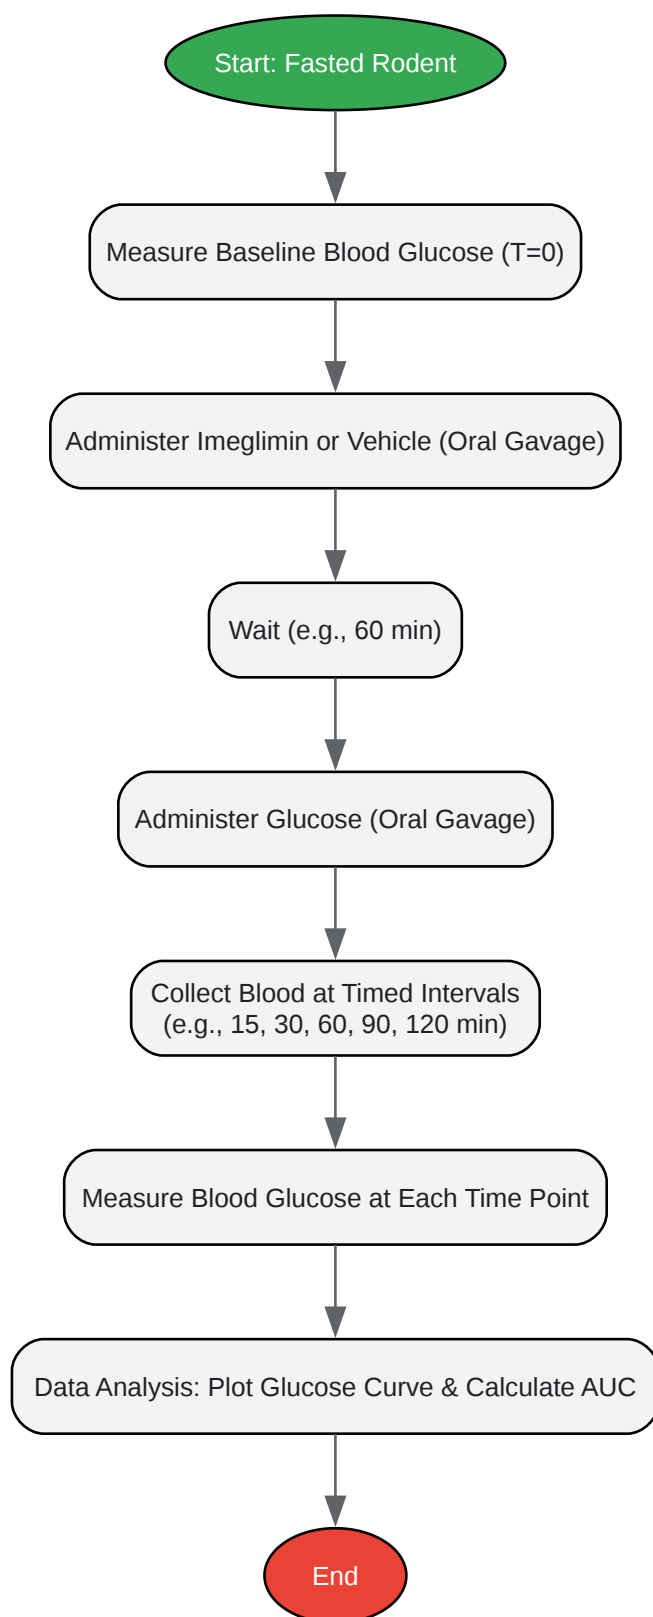 Start: Fasted Rodent
Measure Baseline Blood Glucose (T=0)
Administer Imeglimin or Vehicle (Oral Gavage)
Wait (e.g., 60 min)
Administer Glucose (Oral Gavage)
Collect Blood at Timed Intervals
(e.g., 15, 30, 60, 90, 120 min)
Measure Blood Glucose at Each Time Point
Data Analysis: Plot Glucose Curve & Calculate AUC
End